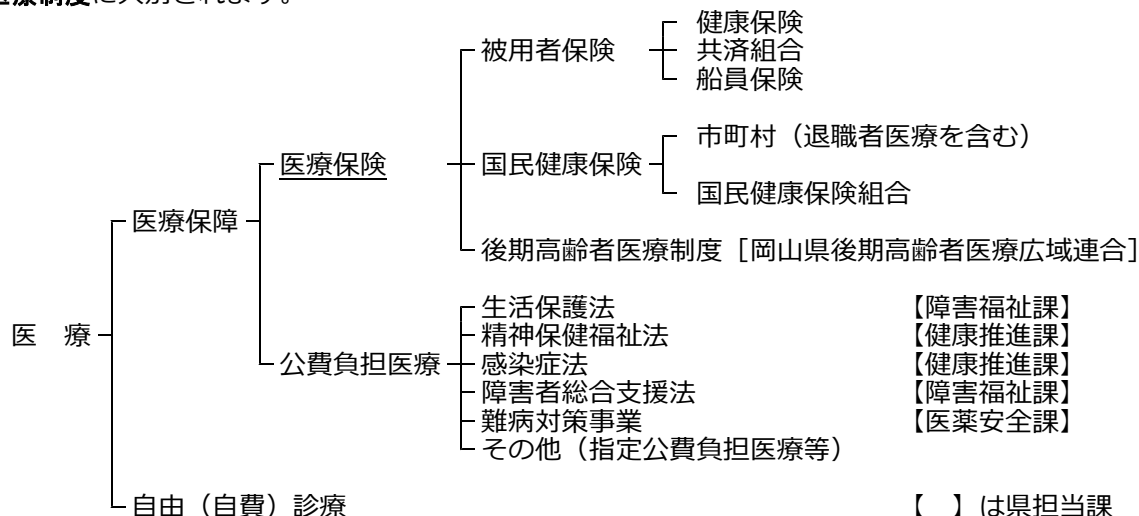 療制度に大別されます。
健康保険
被用者保険 共済組合
船員保険
市町村（退職者医療を含む）
医療保険 国民健康保険
国民健康保険組合
医療保障
後期高齢者医療制度［岡山県後期高齢者医療広域連合］
生活保護法 【障害福祉課】
医　療 精神保健福祉法 【健康推進課】
公費負担医療 感染症法 【健康推進課】
障害者総合支援法 【障害福祉課】
難病対策事業 【医薬安全課】
その他（指定公費負担医療等）
自由（自費）診療 【　】は県担当課